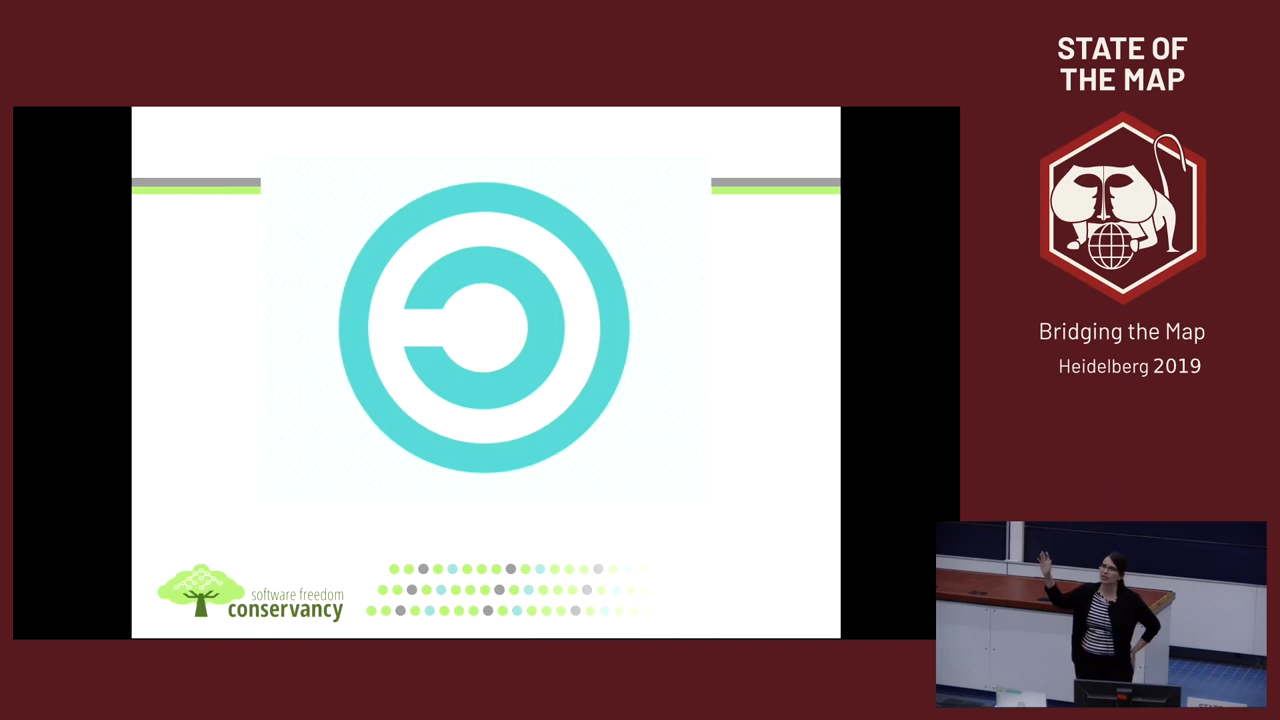 STATE OF
THE MAP
Bridging the Map
Heidelberg 2019
software freedom
conservancy